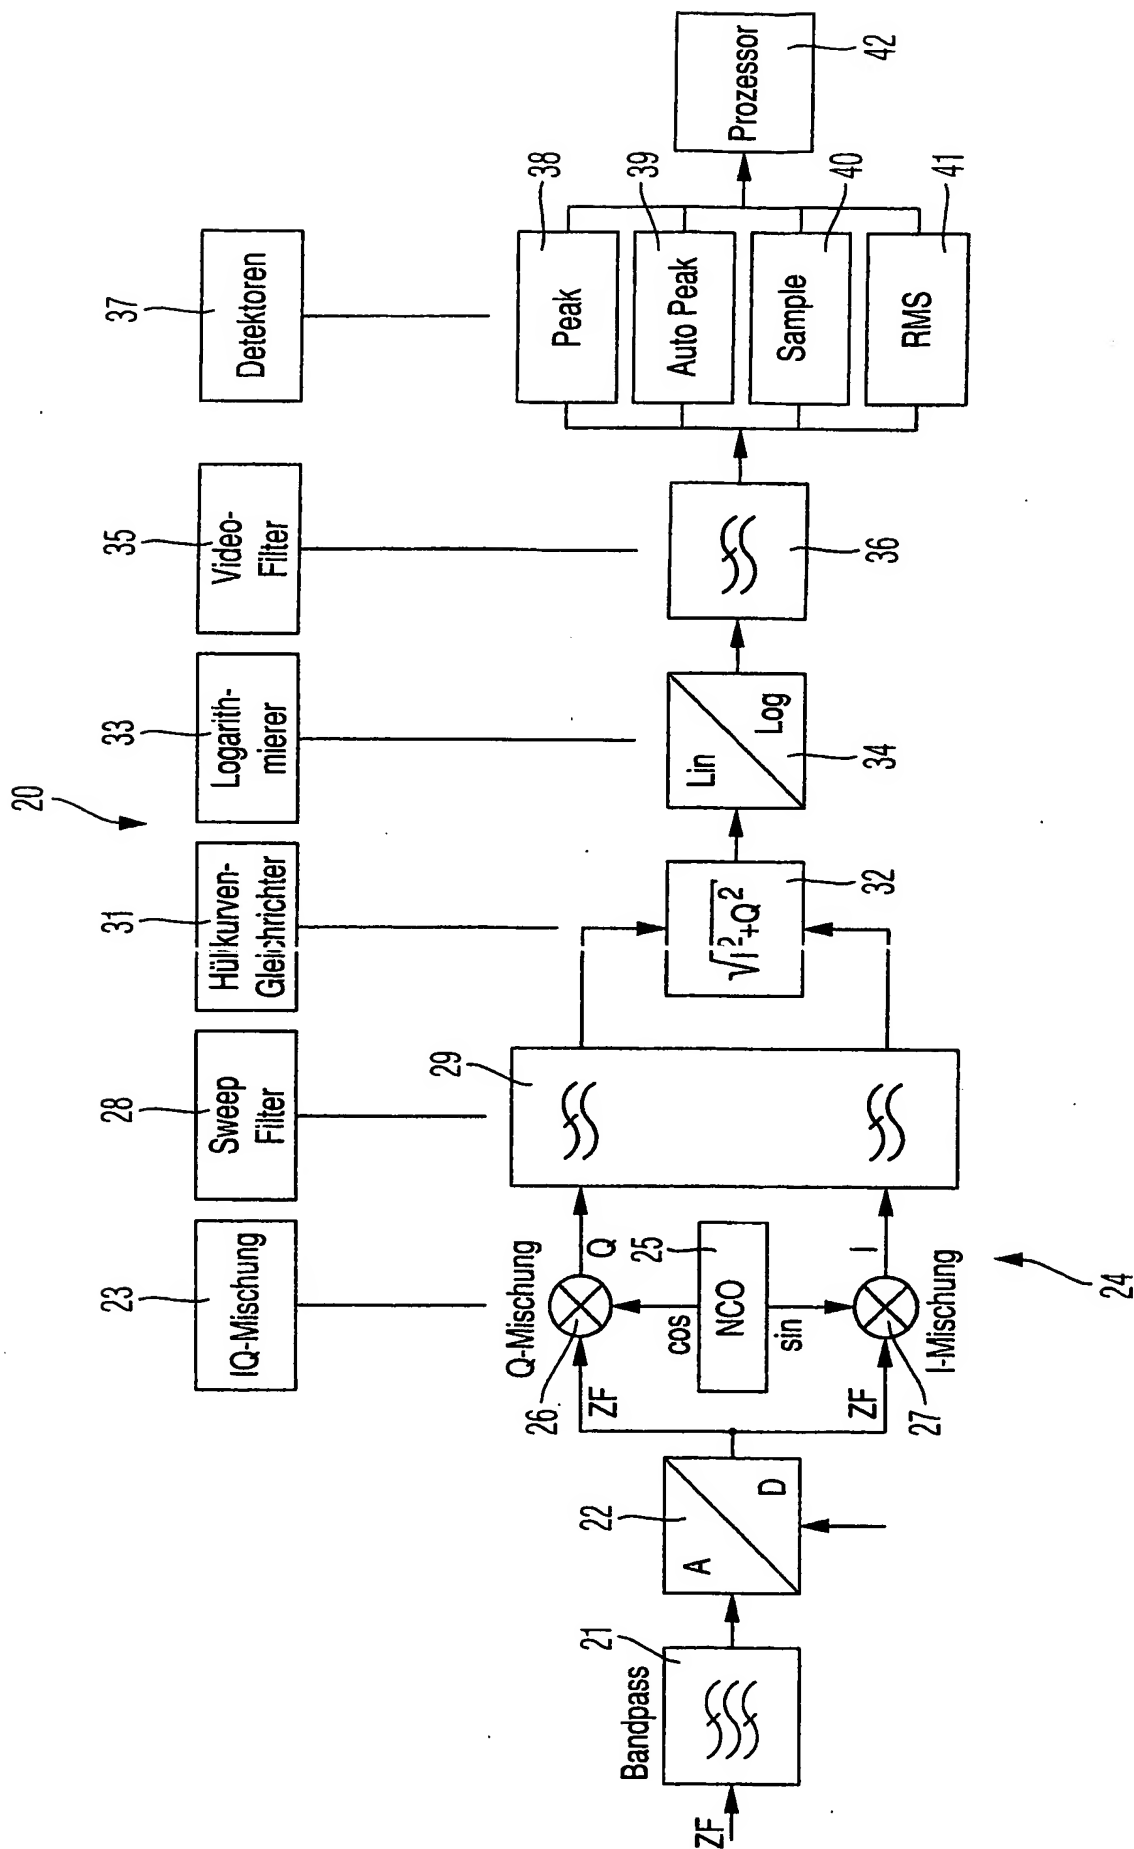 20
23
IQ-Mischung
28
Sweep
Filter
31
Hüllkurven-
Gleichrichter
33
Logarith-
mierer
35
Video-
Filter
37
Detektoren
ZF
Bandpass
21
22
A
D
ZF
ZF
26
Q-Mischung
Q
cos
NCO
25
sin
27
I-Mischung
I
24
29
√I²+Q²
32
Lin
Log
34
36
Peak
38
Auto Peak
39
Sample
40
RMS
41
Prozessor
42